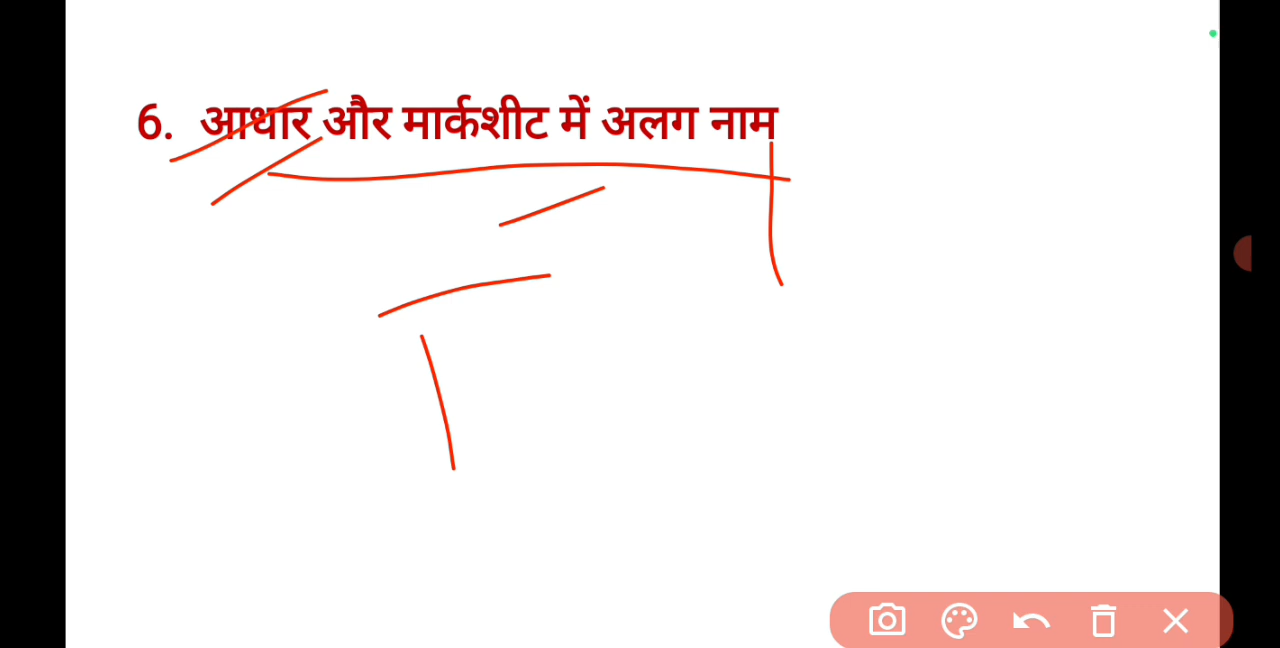 6. आधार और मार्कशीट में अलग नाम